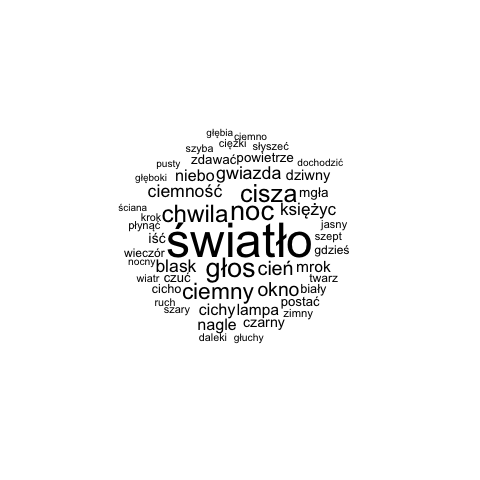 głębia ciemno
szyba ciężki słyszeć
pusty zdawać powietrze dochodzić
głęboki niebo gwiazda dziwny
ciemność cisza mgła
ściana chwila noc księżyc
krok jasny
płynąć światło szept
iść gdzieś
wieczór
nocny blask głos cień mrok
wiatr czuć twarz
cicho ciemny okno biały
ruch postać
szary cichy lampa zimny
nagle czarny
daleki głuchy